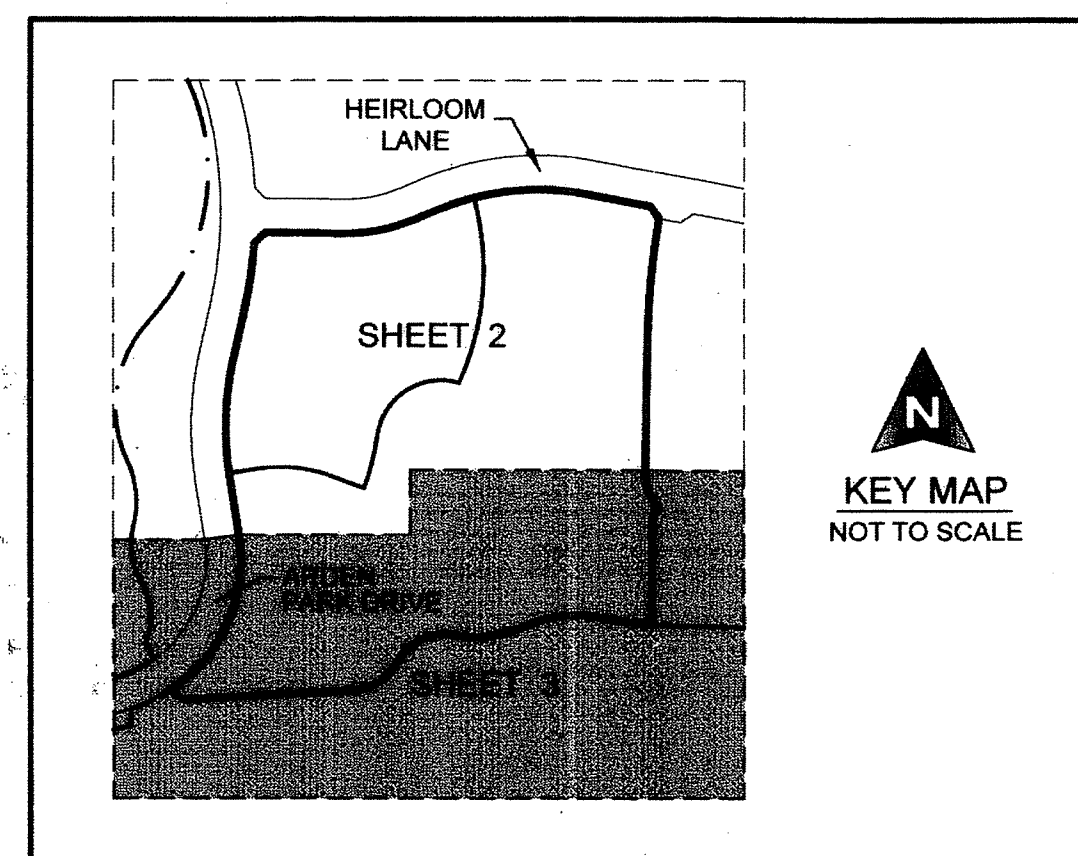 HEIRLOOM
LANE
SHEET 2
N
KEY MAP
NOT TO SCALE
ARDEN
PARK DRIVE
SHEET 3